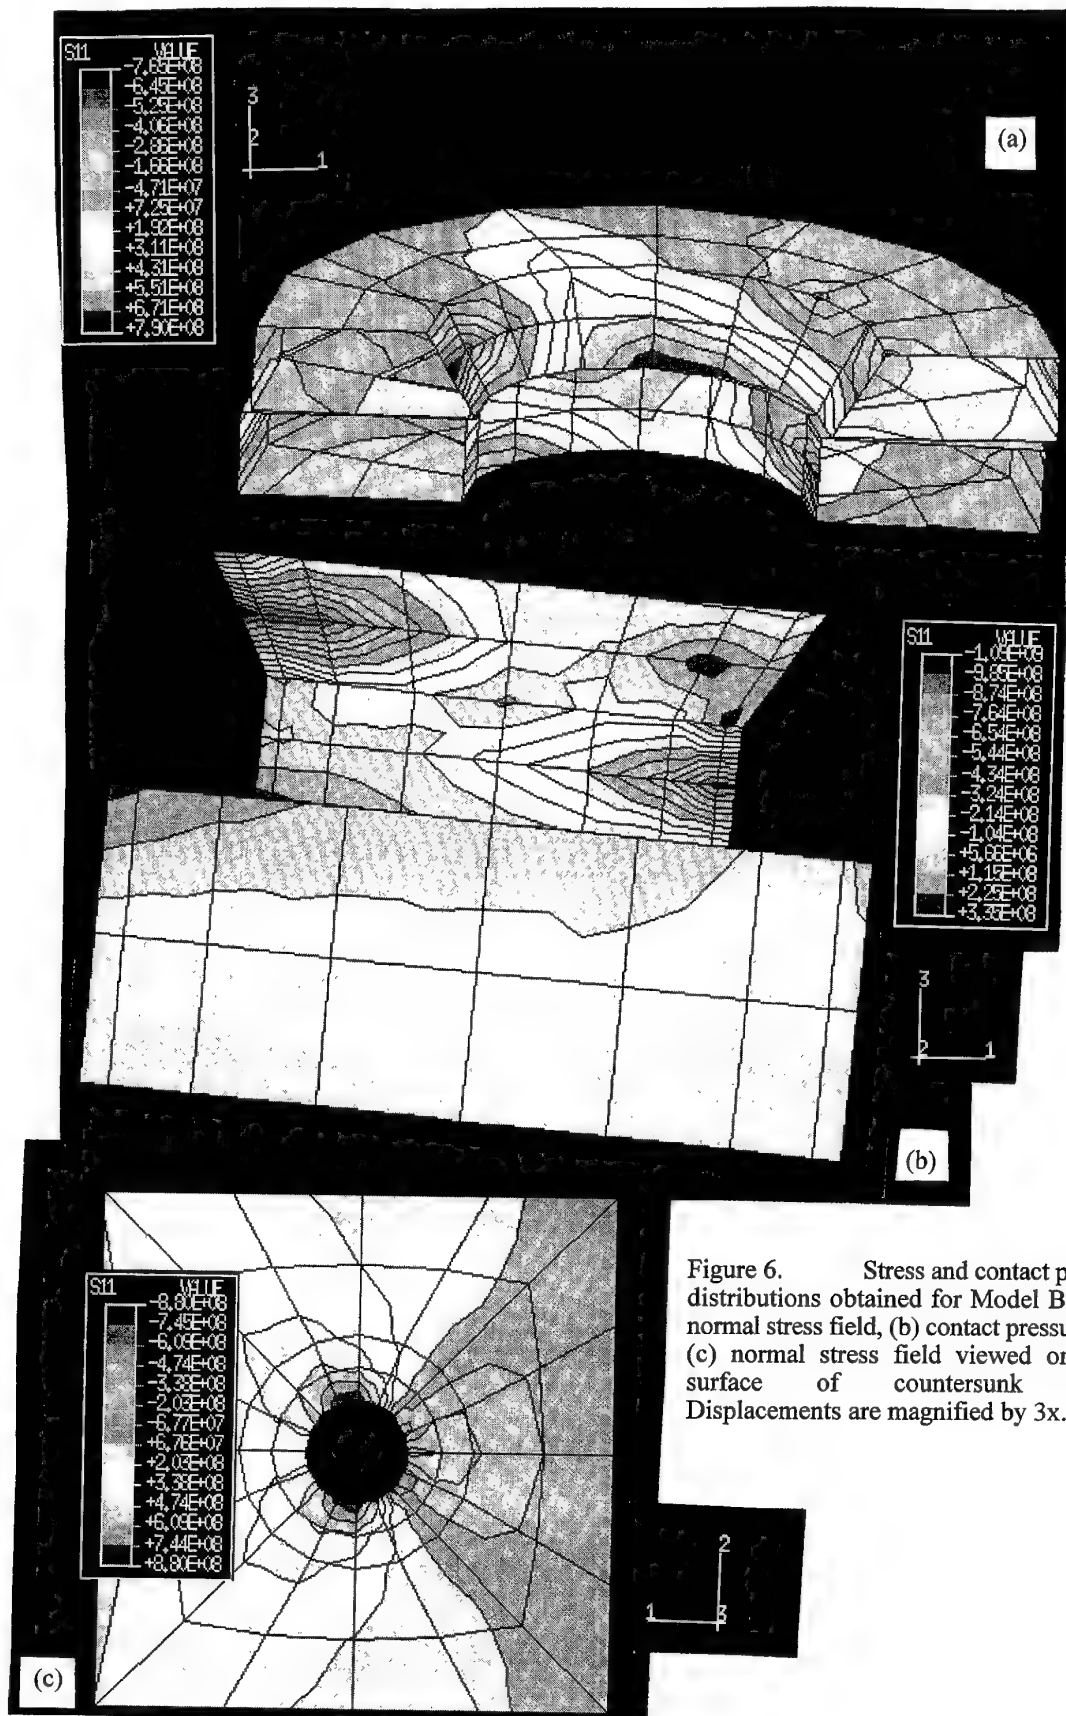 S11 VALUE
-7.65E+08
-6.45E+08
-5.25E+08
-4.06E+08
-2.86E+08
-1.66E+08
-4.71E+07
+7.25E+07
+1.92E+08
+3.11E+08
+4.31E+08
+5.51E+08
+6.71E+08
+7.90E+08
3
2
1
(a)
S11 VALUE
-1.09E+09
-9.85E+08
-8.74E+08
-7.64E+08
-6.54E+08
-5.44E+08
-4.34E+08
-3.24E+08
-2.14E+08
-1.04E+08
+5.66E+06
+1.15E+08
+2.25E+08
+3.35E+08
3
2 1
(b)
S11 VALUE
-8.80E+08
-7.45E+08
-6.09E+08
-4.74E+08
-3.38E+08
-2.03E+08
-6.77E+07
+6.76E+07
+2.03E+08
+3.38E+08
+4.74E+08
+6.09E+08
+7.44E+08
+8.80E+08
2
1 3
(c)
Figure 6. Stress and contact p
distributions obtained for Model B
normal stress field, (b) contact pressu
(c) normal stress field viewed or
surface of countersunk
Displacements are magnified by 3x.